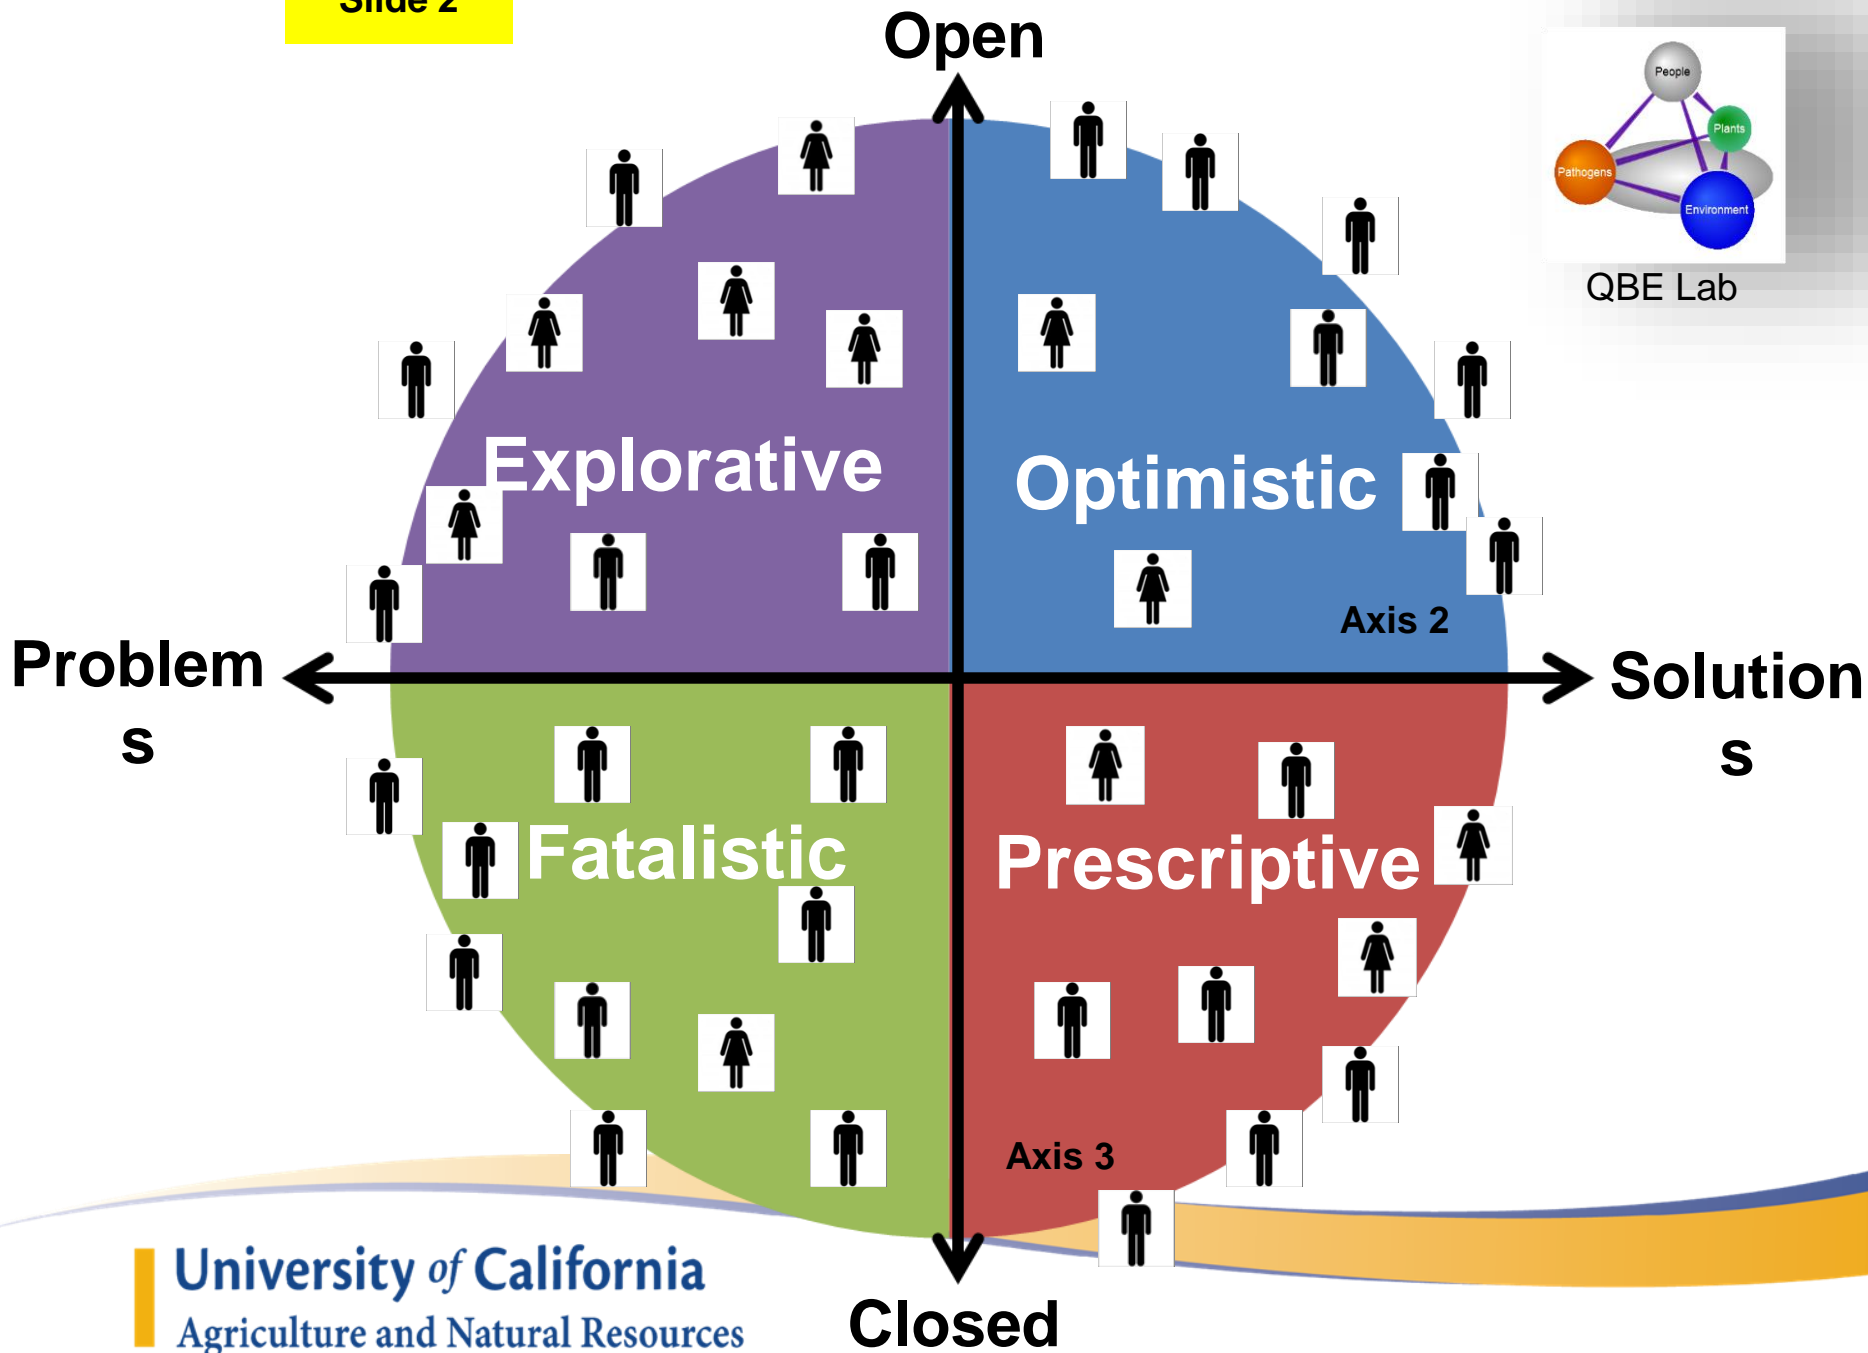 Slide 2
Open
People
Plants
Pathogens
Environment
QBE Lab
Explorative
Optimistic
Axis 2
Problem
s
Solution
s
Fatalistic
Prescriptive
Axis 3
University of California
Agriculture and Natural Resources
Closed